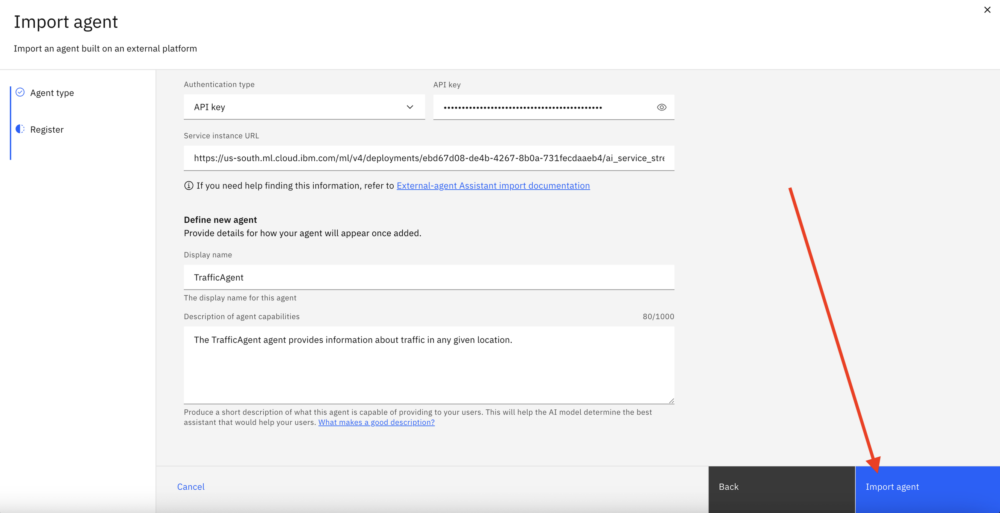 Import agent
Import an agent built on an external platform
Agent type
Register
Authentication type
API key
API key
••••••••••••••••••••••••••••••••••••••••••••
Service instance URL
https://us-south.ml.cloud.ibm.com/ml/v4/deployments/ebd67d08-de4b-4267-8b0a-731fecdaaeb4/ai_service_stre
If you need help finding this information, refer to External-agent Assistant import documentation
Define new agent
Provide details for how your agent will appear once added.
Display name
TrafficAgent
The display name for this agent
Description of agent capabilities
80/1000
The TrafficAgent agent provides information about traffic in any given location.
Produce a short description of what this agent is capable of providing to your users. This will help the AI model determine the best
assistant that would help your users. What makes a good description?
Cancel
Back
Import agent